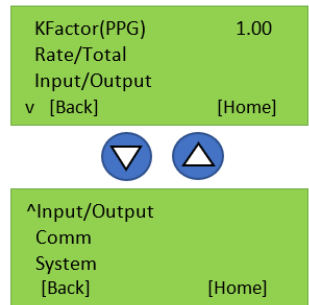 KFactor(PPG) 1.00
Rate/Total
Input/Output
v [Back] [Home]
^Input/Output
Comm
System
[Back] [Home]